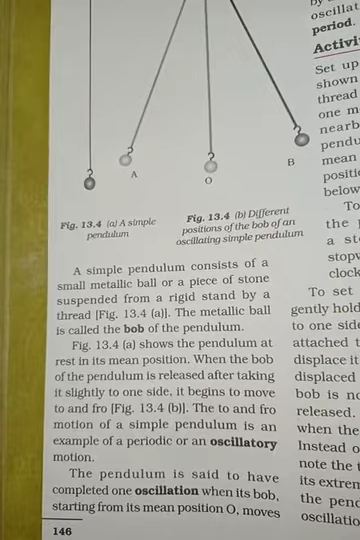 A
O
B
Fig. 13.4 (a) A simple
pendulum
Fig. 13.4 (b) Different
positions of the bob of an
oscillating simple pendulum
A simple pendulum consists of a
small metallic ball or a piece of stone
suspended from a rigid stand by a
thread [Fig. 13.4 (a)]. The metallic ball
is called the bob of the pendulum.
Fig. 13.4 (a) shows the pendulum at
rest in its mean position. When the bob
of the pendulum is released after taking
it slightly to one side, it begins to move
to and fro [Fig. 13.4 (b)]. The to and fro
motion of a simple pendulum is an
example of a periodic or an oscillatory
motion.
The pendulum is said to have
completed one oscillation when its bob,
starting from its mean position O, moves
146
by
oscillat
period.
Activi
Set up
shown
thread
one m
nearb
pendu
mean
positi
below
To
the
a st
stopv
clock
To set
gently hold
to one side
attached t
displace it
displaced
bob is no
released.
when the
Instead o
note the t
its extrem
the pend
oscillatio